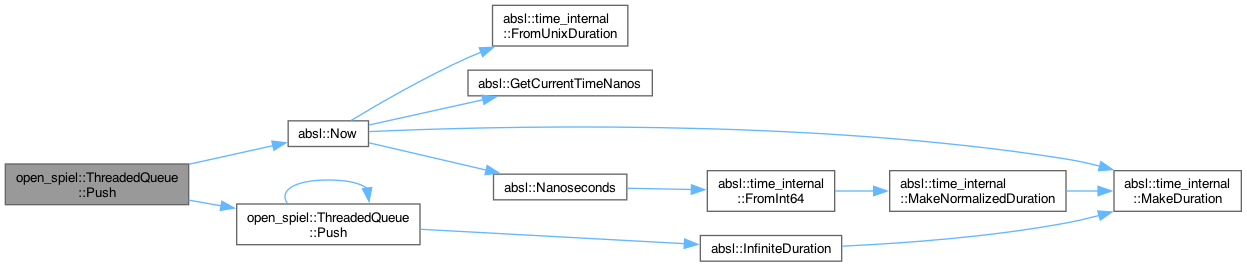 absl::time_internal
::FromUnixDuration
absl::GetCurrentTimeNanos
absl::Now
open_spiel::ThreadedQueue
::Push
absl::Nanoseconds
absl::time_internal
::FromInt64
absl::time_internal
::MakeNormalizedDuration
absl::time_internal
::MakeDuration
open_spiel::ThreadedQueue
::Push
absl::InfiniteDuration